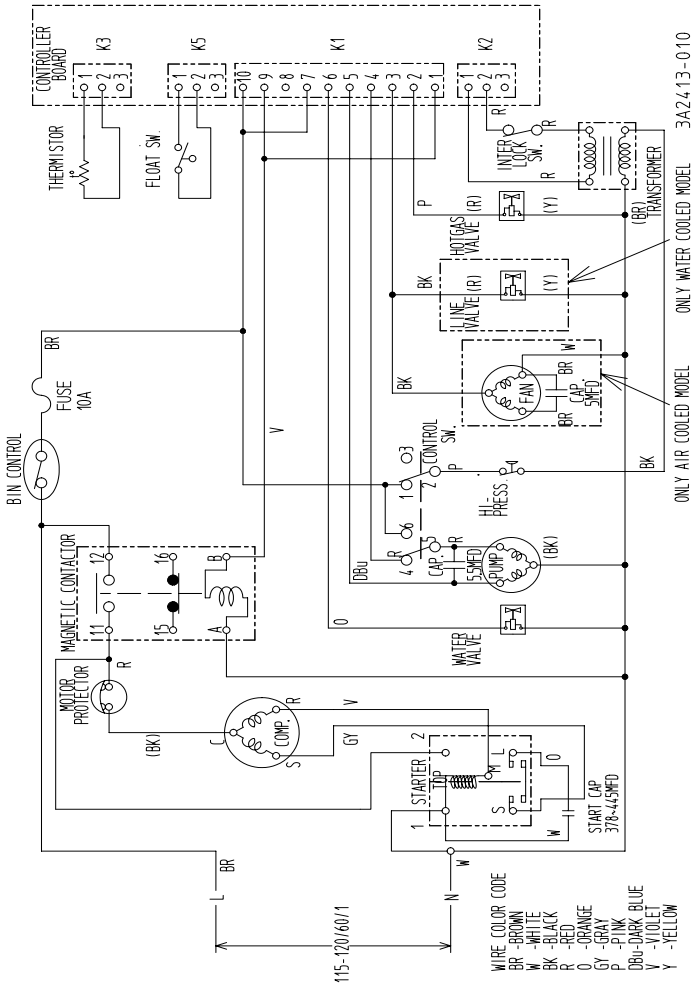 CONTROLLER
BOARD
K3
1
2
3
K5
1
2
3
K1
10
9
8
7
6
5
4
3
2
1
K2
1
2
3
THERMISTOR
t°
FLOAT SW.
R
R
INTER
LOCK
SW.
R
TRANSFORMER
(BR)
P
HOTGAS
VALVE
(R)
(Y)
BK
LINE
VALVE
(R)
(Y)
BK
FAN
W
BR
BR
CAP.
5MFD
BIN CONTROL
FUSE
10A
BR
V
MAGNETIC CONTACTOR
11
12
15
16
A
B
MOTOR
PROTECTOR
R
(BK)
C
COMP.
R
S
V
GY
DBu
O
WATER
VALVE
4
R
5
6
1
2
3
CONTROL
SW.
CAP.
5.5MFD
R
PUMP
(BK)
P
HI-
PRESS.
BK
STARTER
TDP
1
2
M
L
S
W
O
START CAP
378~445MFD
L
BR
N
W
115-120/60/1
WIRE COLOR CODE
BR -BROWN
W -WHITE
BK -BLACK
R -RED
O -ORANGE
GY -GRAY
P -PINK
DBu-DARK BLUE
V -VIOLET
Y -YELLOW
ONLY AIR COOLED MODEL
ONLY WATER COOLED MODEL
3A2413-010